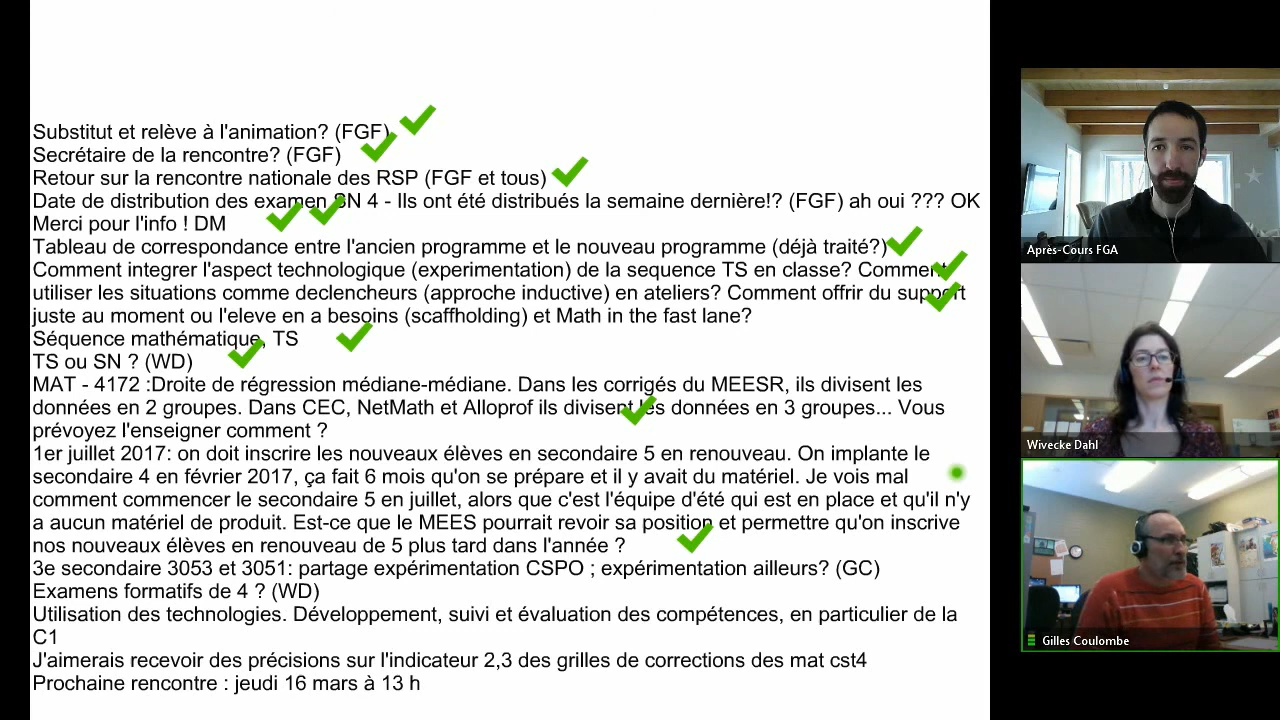 Substitut et relève à l'animation? (FGF)
Secrétaire de la rencontre? (FGF)
Retour sur la rencontre nationale des RSP (FGF et tous)
Date de distribution des examen SN 4 - Ils ont été distribués la semaine dernière!? (FGF) ah oui ??? OK
Merci pour l'info ! DM
Tableau de correspondance entre l'ancien programme et le nouveau programme (déjà traité?)
Comment integrer l'aspect technologique (experimentation) de la sequence TS en classe? Comment
utiliser les situations comme declencheurs (approche inductive) en ateliers? Comment offrir du support
juste au moment ou l'eleve en a besoins (scaffholding) et Math in the fast lane?
Séquence mathématique, TS
TS ou SN ? (WD)
MAT - 4172 :Droite de régression médiane-médiane. Dans les corrigés du MEESR, ils divisent les
données en 2 groupes. Dans CEC, NetMath et Alloprof ils divisent les données en 3 groupes... Vous
prévoyez l'enseigner comment ?
1er juillet 2017: on doit inscrire les nouveaux élèves en secondaire 5 en renouveau. On implante le
secondaire 4 en février 2017, ça fait 6 mois qu'on se prépare et il y avait du matériel. Je vois mal
comment commencer le secondaire 5 en juillet, alors que c'est l'équipe d'été qui est en place et qu'il n'y
a aucun matériel de produit. Est-ce que le MEES pourrait revoir sa position et permettre qu'on inscrive
nos nouveaux élèves en renouveau de 5 plus tard dans l'année ?
3e secondaire 3053 et 3051: partage expérimentation CSPO ; expérimentation ailleurs? (GC)
Examens formatifs de 4 ? (WD)
Utilisation des technologies. Développement, suivi et évaluation des compétences, en particulier de la
C1
J'aimerais recevoir des précisions sur l'indicateur 2,3 des grilles de corrections des mat cst4
Prochaine rencontre : jeudi 16 mars à 13 h
Après-Cours FGA
Wivecke Dahl
Gilles Coulombe